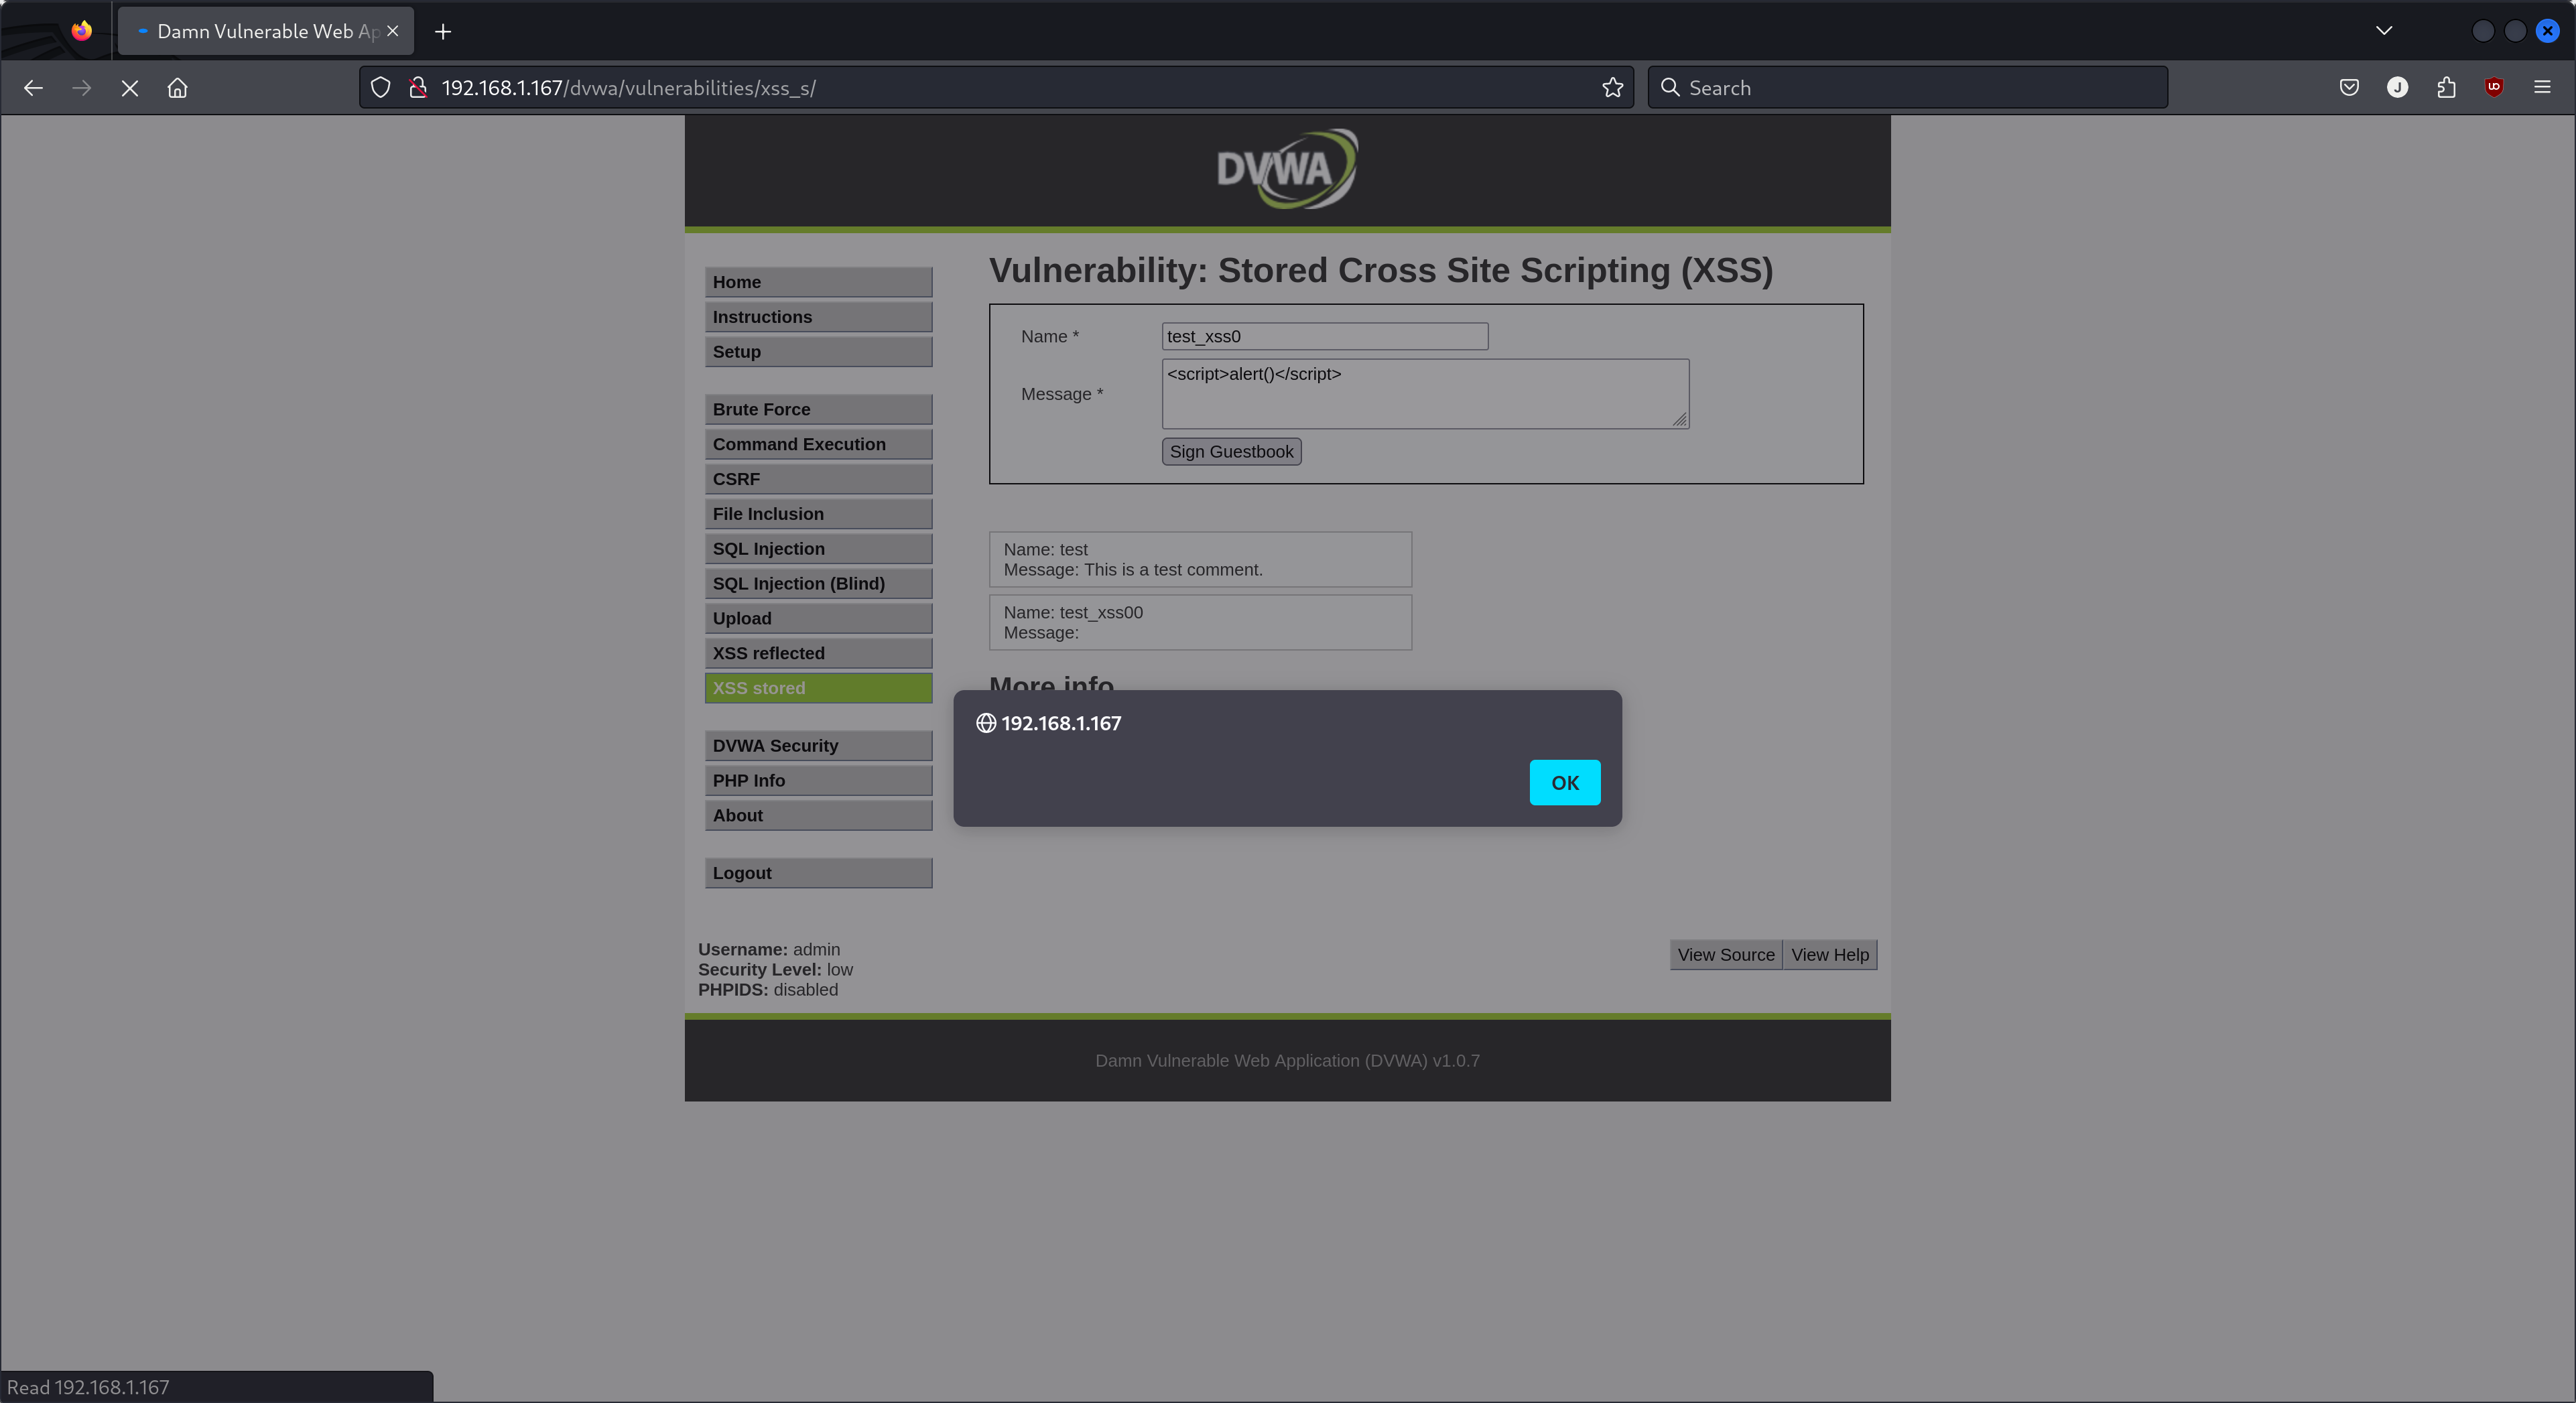 Damn Vulnerable Web Ap
192.168.1.167/dvwa/vulnerabilities/xss_s/
Search
J
DVWA
Home
Instructions
Setup
Brute Force
Command Execution
CSRF
File Inclusion
SQL Injection
SQL Injection (Blind)
Upload
XSS reflected
XSS stored
DVWA Security
PHP Info
About
Logout
Vulnerability: Stored Cross Site Scripting (XSS)
Name * test_xss0
Message * <script>alert()</script>
Sign Guestbook
Name: test
Message: This is a test comment.
Name: test_xss00
Message:
More info
192.168.1.167
OK
Username: admin
Security Level: low
PHPIDS: disabled
View Source View Help
Damn Vulnerable Web Application (DVWA) v1.0.7
Read 192.168.1.167